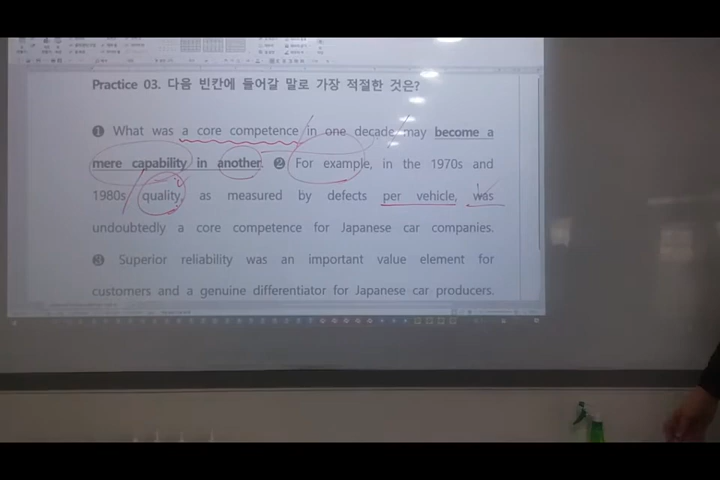 Practice 03. 다음 빈칸에 들어갈 말로 가장 적절한 것은?
❶ What was a core competence in one decade may become a
mere capability in another. ❷ For example, in the 1970s and
1980s quality, as measured by defects per vehicle, was
undoubtedly a core competence for Japanese car companies.
❸ Superior reliability was an important value element for
customers and a genuine differentiator for Japanese car producers.